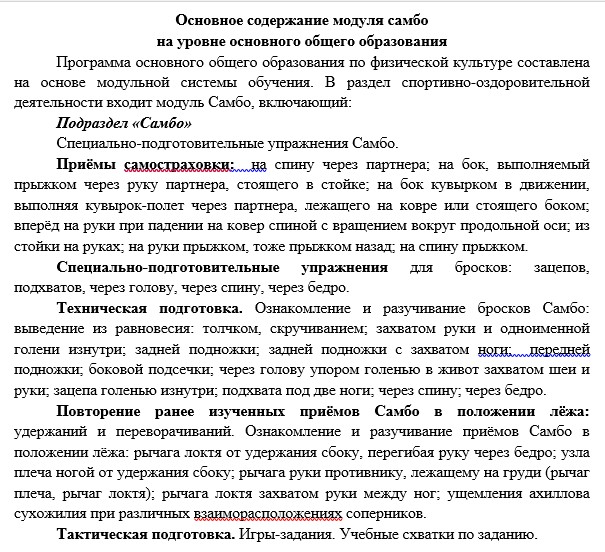 Основное содержание модуля самбо
на уровне основного общего образования
Программа основного общего образования по физической культуре составлена
на основе модульной системы обучения. В раздел спортивно-оздоровительной
деятельности входит модуль Самбо, включающий:
Подраздел «Самбо»
Специально-подготовительные упражнения Самбо.
Приёмы самостраховки: на спину через партнера; на бок, выполняемый
прыжком через руку партнера, стоящего в стойке; на бок кувырком в движении,
выполняя кувырок-полет через партнера, лежащего на ковре или стоящего боком;
вперёд на руки при падении на ковер спиной с вращением вокруг продольной оси; из
стойки на руках; на руки прыжком, тоже прыжком назад; на спину прыжком.
Специально-подготовительные упражнения для бросков: зацепов,
подхватов, через голову, через спину, через бедро.
Техническая подготовка. Ознакомление и разучивание бросков Самбо:
выведение из равновесия: толчком, скручиванием; захватом руки и одноименной
голени изнутри; задней подножки; задней подножки с захватом ноги; передней
подножки; боковой подсечки; через голову упором голенью в живот захватом шеи и
руки; зацепа голенью изнутри; подхвата под две ноги; через спину; через бедро.
Повторение ранее изученных приёмов Самбо в положении лёжа:
удержаний и переворачиваний. Ознакомление и разучивание приёмов Самбо в
положении лёжа: рычага локтя от удержания сбоку, перегибая руку через бедро; узла
плеча ногой от удержания сбоку; рычага руки противнику, лежащему на груди (рычаг
плеча, рычаг локтя); рычага локтя захватом руки между ног; ущемления ахиллова
сухожилия при различных взаиморасположениях соперников.
Тактическая подготовка. Игры-задания. Учебные схватки по заданию.